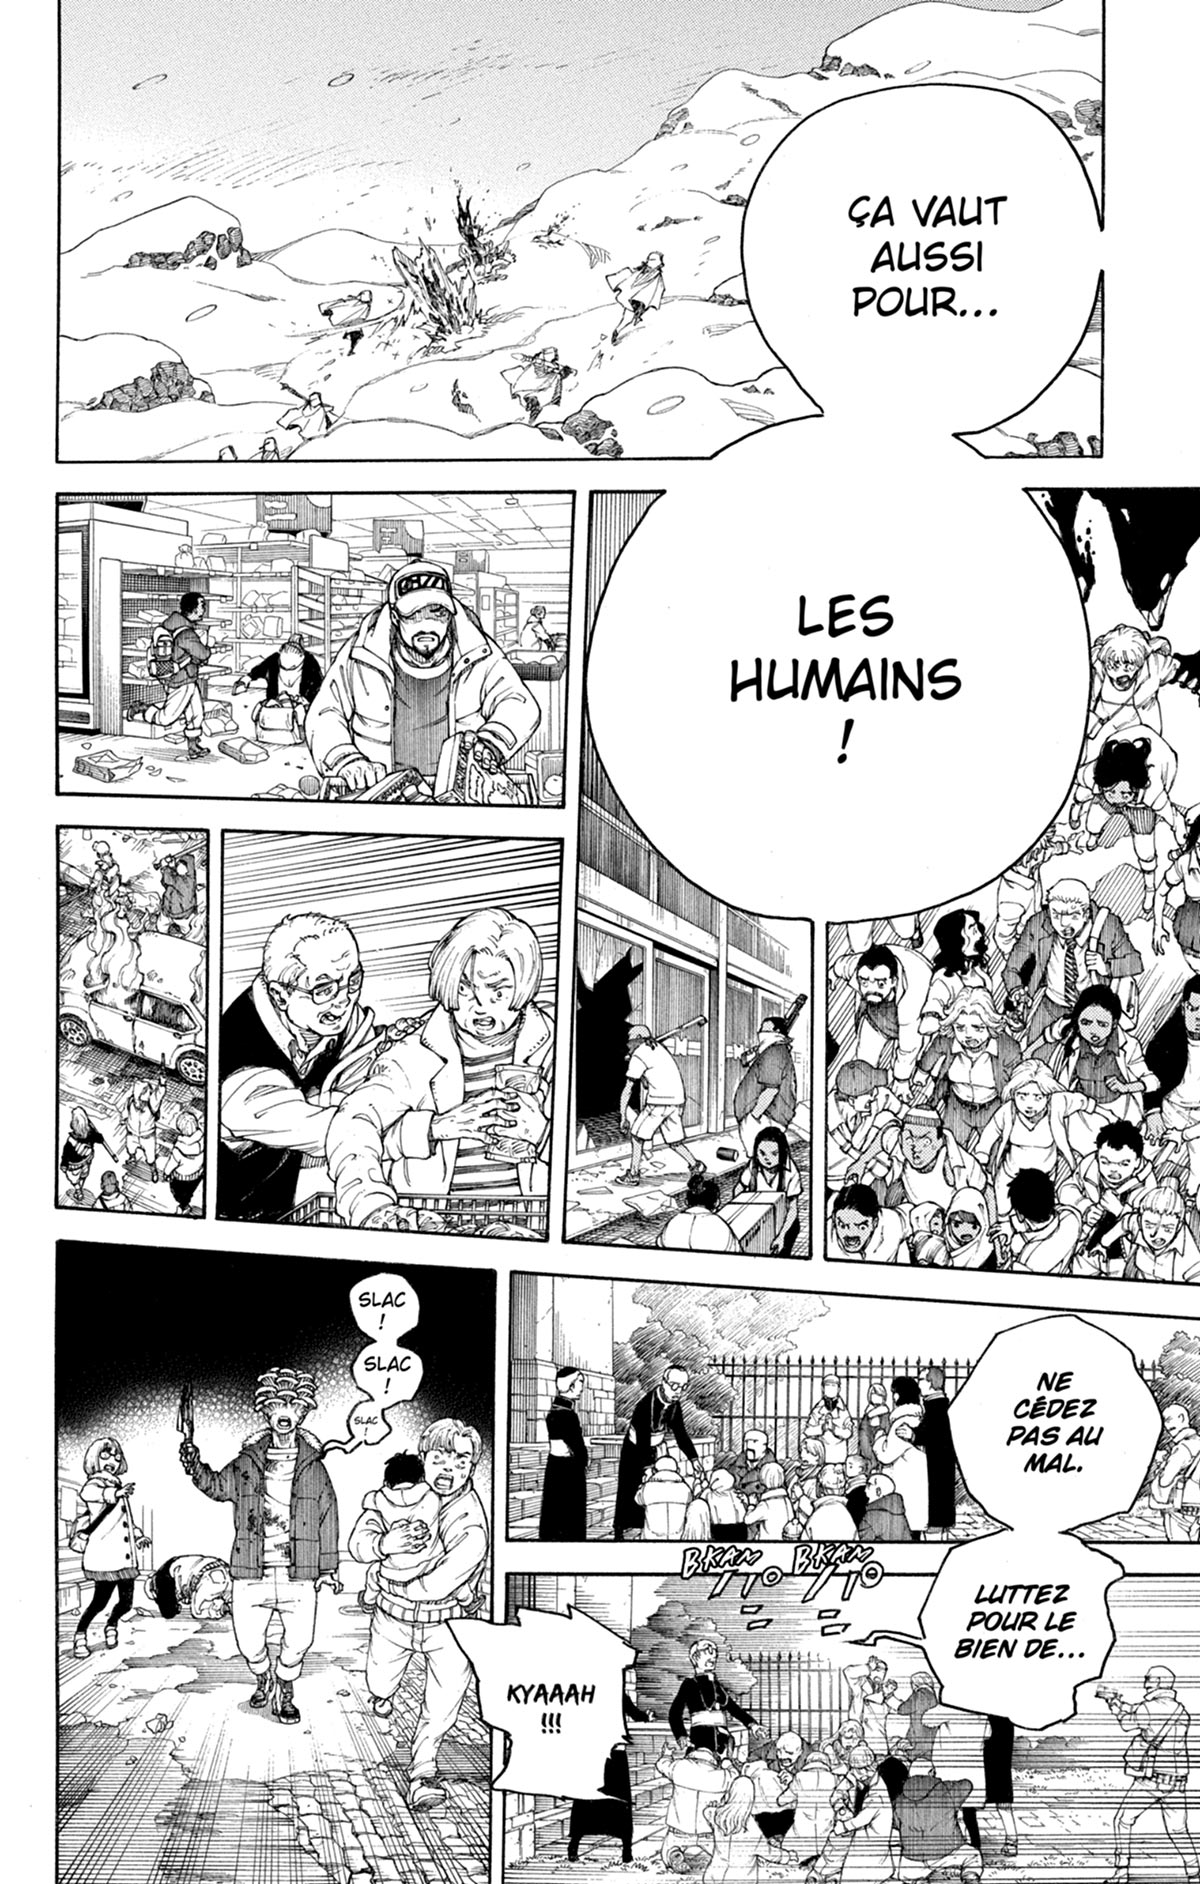 ÇA VAUT
AUSSI
POUR...
LES
HUMAINS
!
NE
CÉDEZ
PAS AU
MAL.
LUTTEZ
POUR LE
BIEN DE...
BKAM
BKAM
KYAAAH
!!!
SLAC
!
SLAC
!
SLAC
!